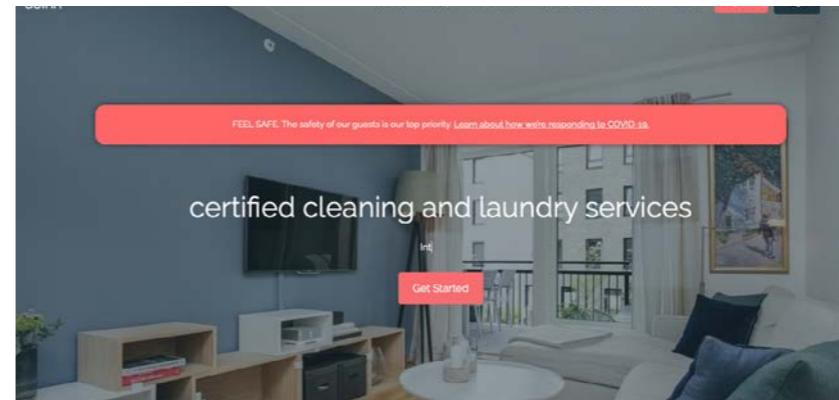 FEEL SAFE. The safety of our guests is our top priority. Learn about how we're responding to COVID-19.
certified cleaning and laundry services
Int
Get Started